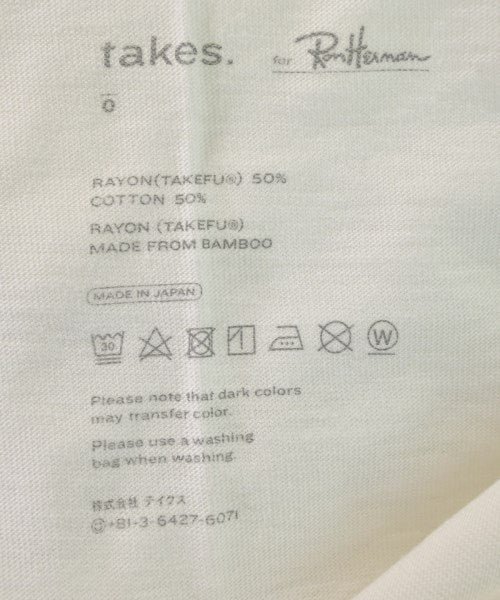 takes. for Ron Herman
0
RAYON(TAKEFU®) 50%
COTTON 50%
RAYON (TAKEFU®)
MADE FROM BAMBOO
MADE IN JAPAN
30 W
Please note that dark colors
may transfer color.
Please use a washing
bag when washing.
株式会社 テイクス
+81-3-6427-6071